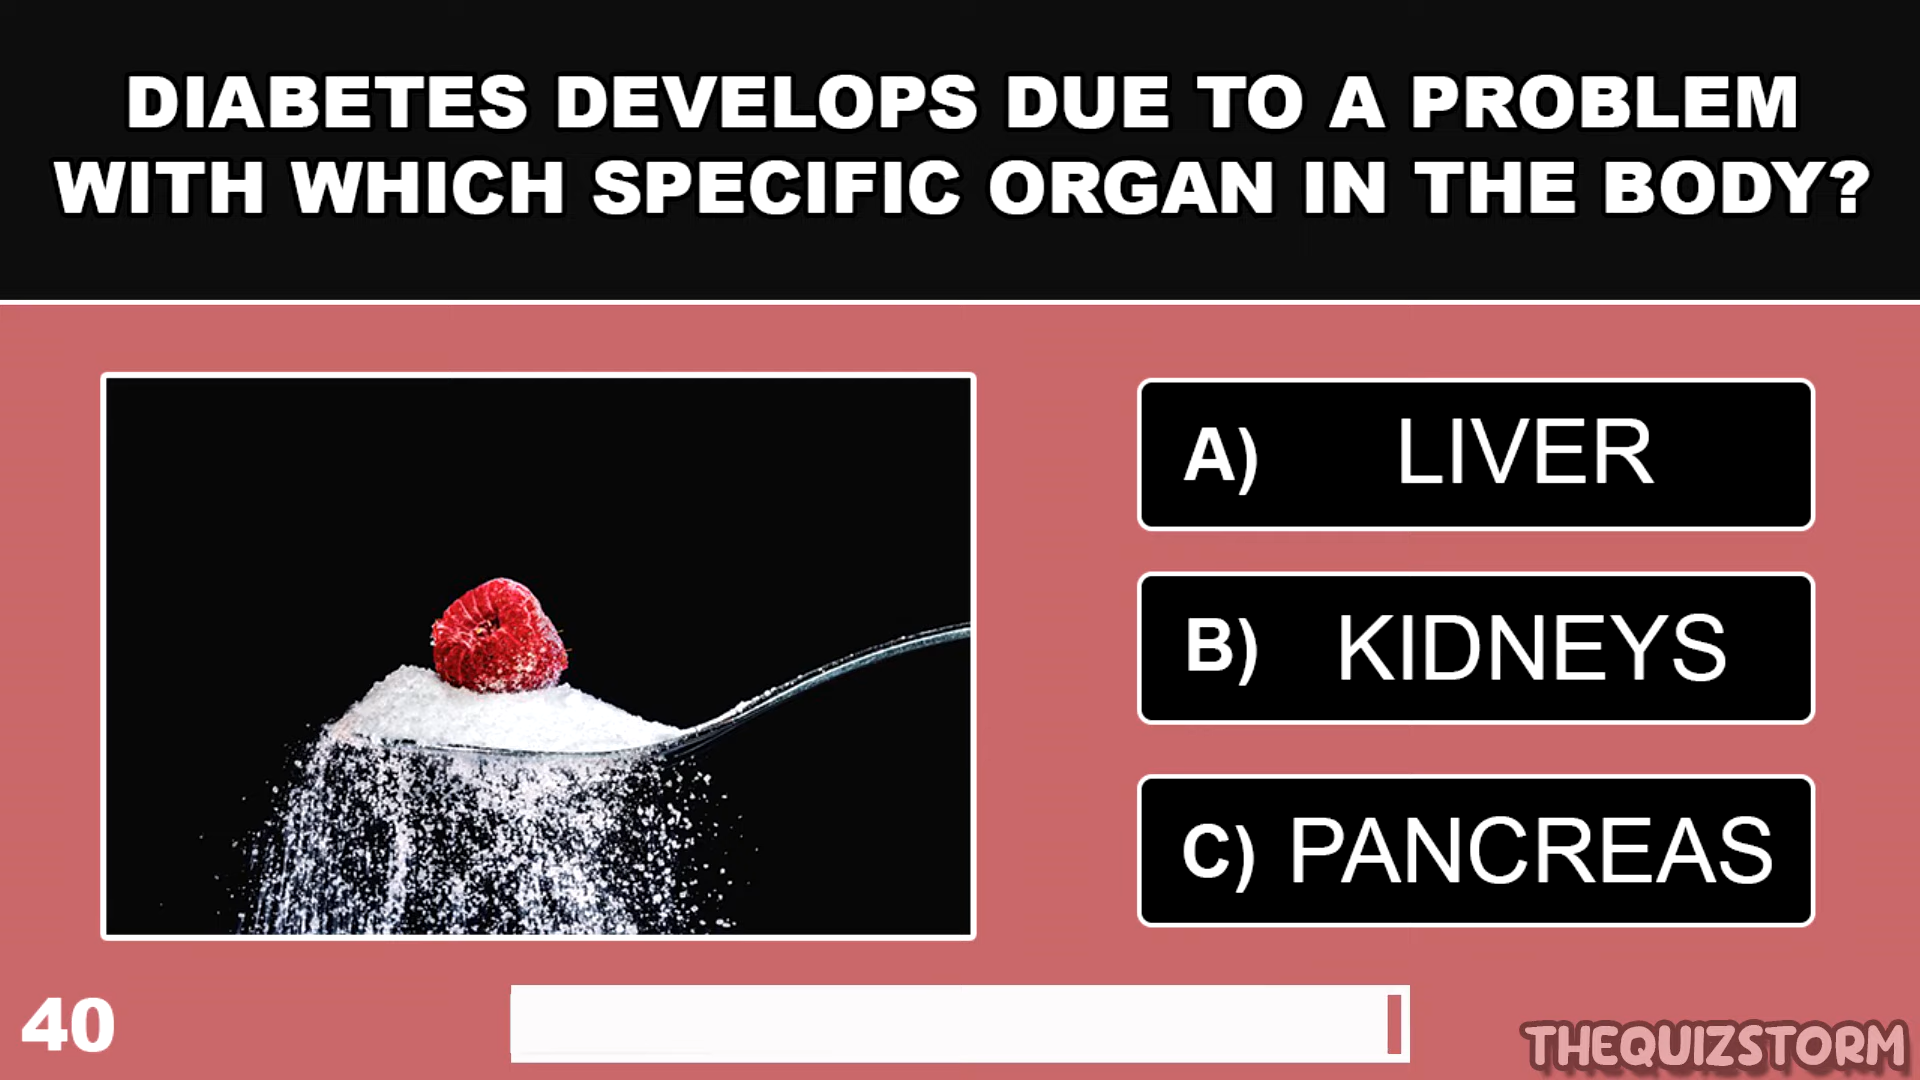 DIABETES DEVELOPS DUE TO A PROBLEM
WITH WHICH SPECIFIC ORGAN IN THE BODY?
A) LIVER
B) KIDNEYS
C) PANCREAS
40
THEQUIZSTORM